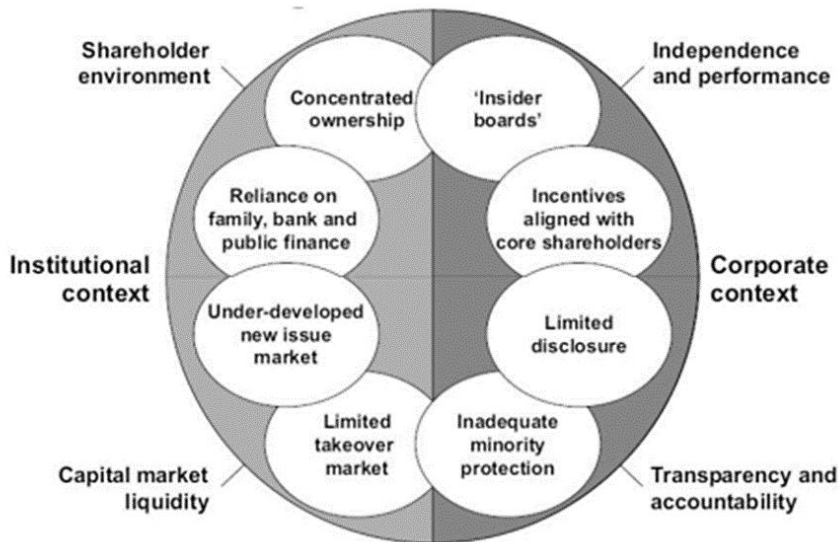 Shareholder
environment
Independence
and performance
Concentrated
ownership
‘Insider
boards’
Reliance on
family, bank and
public finance
Incentives
aligned with
core shareholders
Institutional
context
Corporate
context
Under-developed
new issue
market
Limited
disclosure
Limited
takeover
market
Inadequate
minority
protection
Capital market
liquidity
Transparency and
accountability